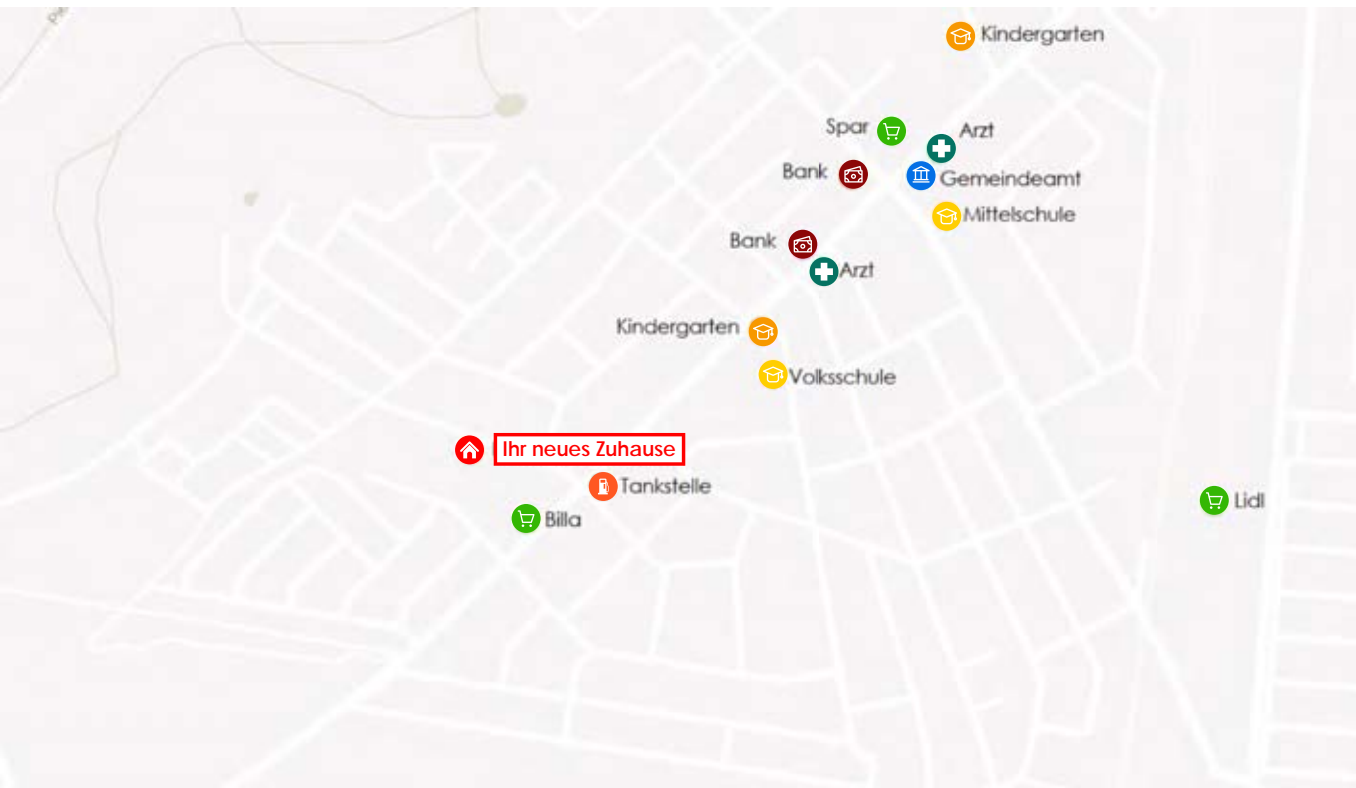 Kindergarten
Spar
Arzt
Bank
Gemeindeamt
Mittelschule
Bank
Arzt
Kindergarten
Volksschule
Ihr neues Zuhause
Tankstelle
Lidl
Billa